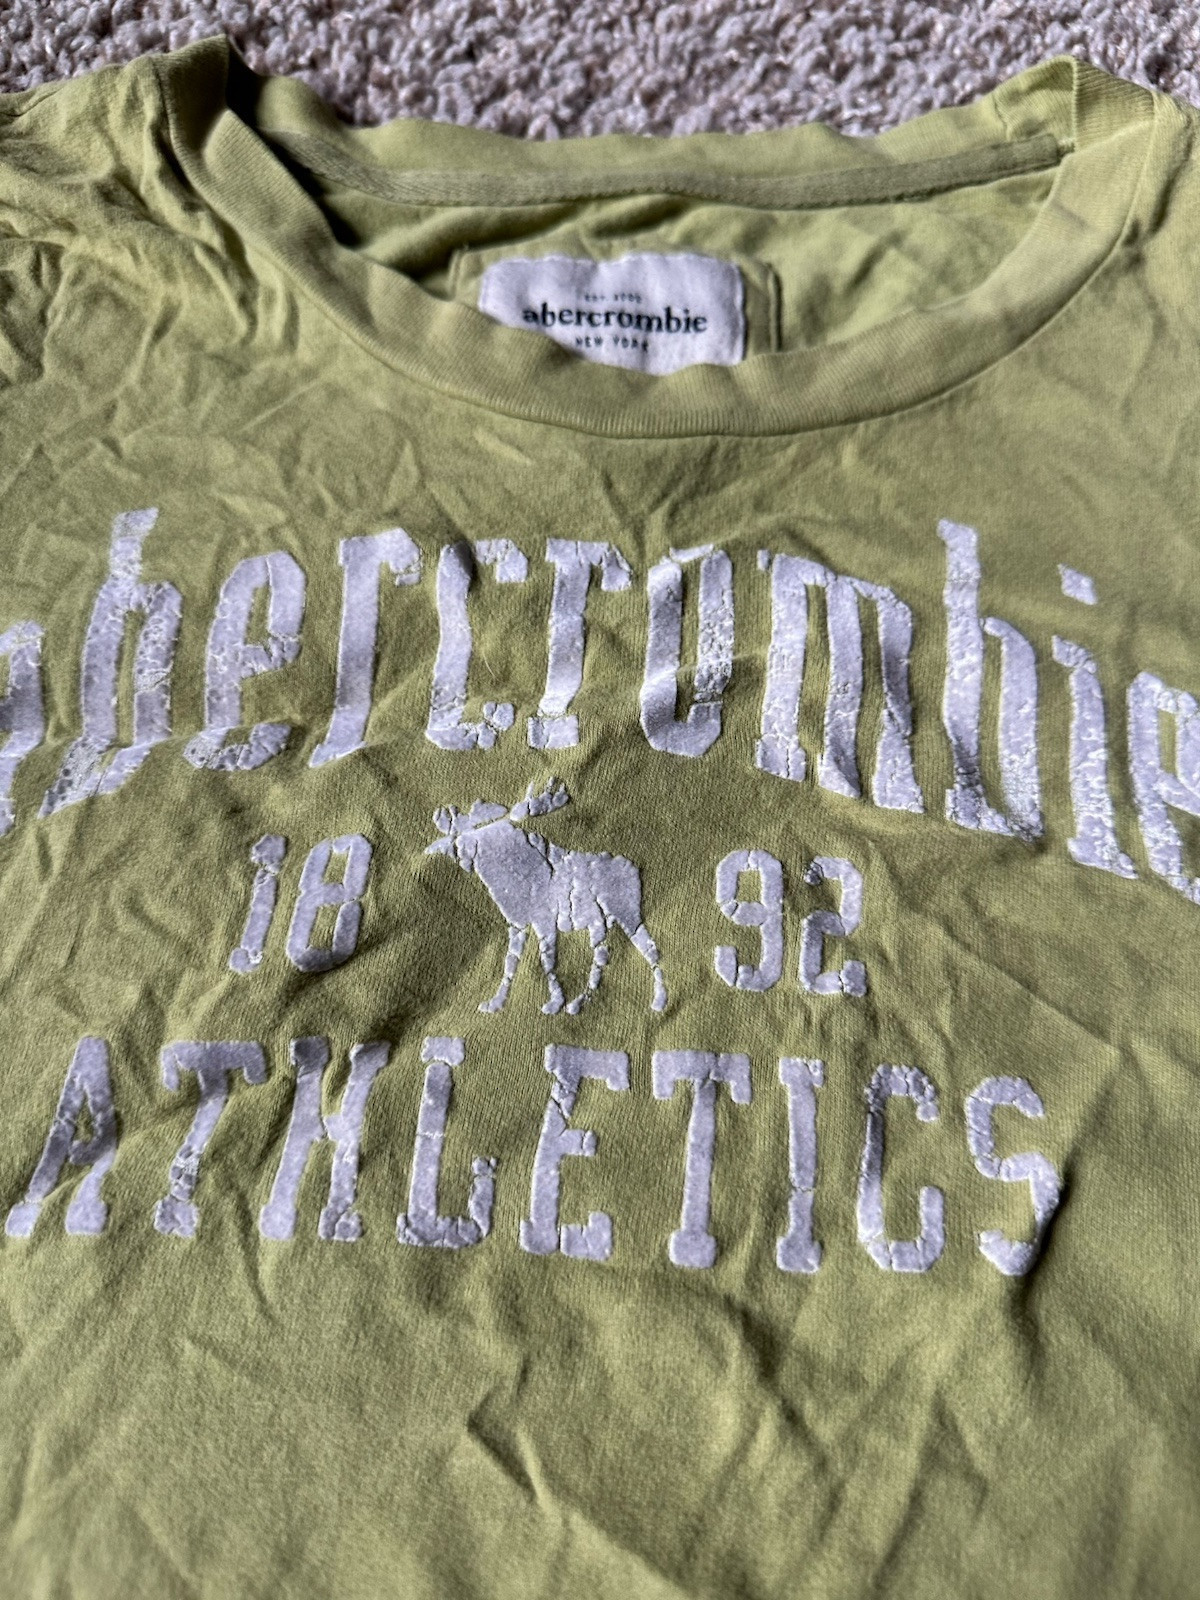 abercrombie
NEW YORK
abercrombie
18 92
ATHLETICS